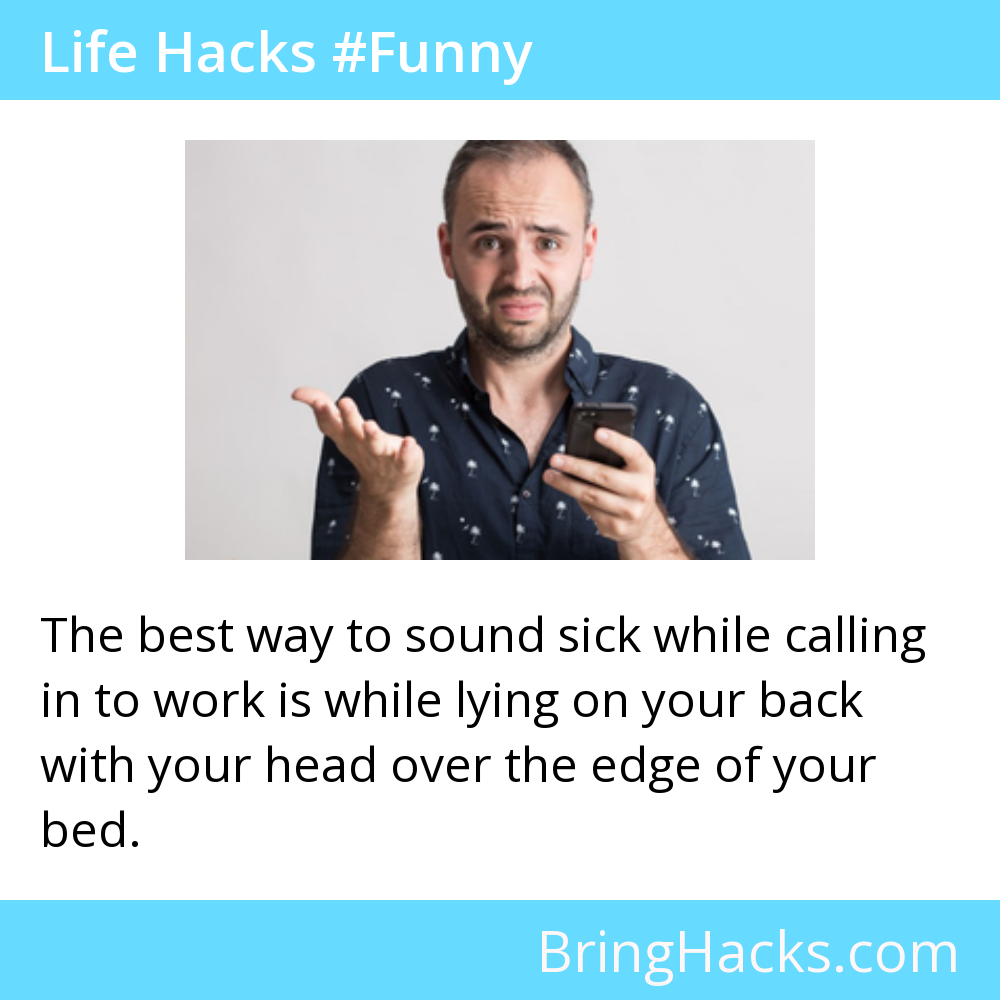 Life Hacks #Funny
The best way to sound sick while calling
in to work is while lying on your back
with your head over the edge of your
bed.
BringHacks.com